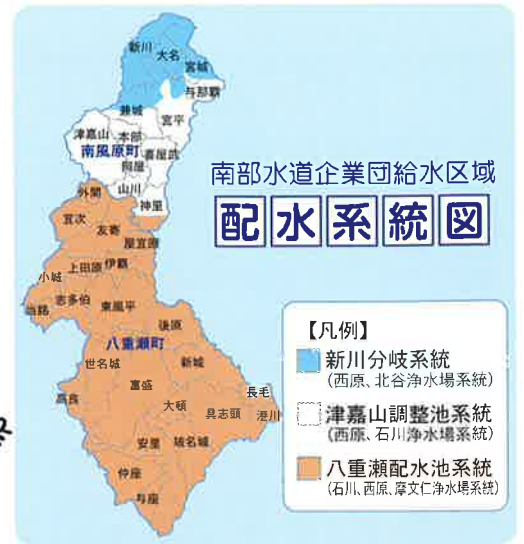 新川
大名
宮城
与那覇
兼城
宮平
津嘉山
本部
南風原町
喜屋武
照屋
山川
神里
外間
宜次
友寄
屋宜原
上田原
伊覇
小城
志多伯
東風平
当銘
後原
八重瀬町
世名城
新城
富盛
高良
大頓
長毛
具志頭
港川
安里
玻名城
仲座
与座
南部水道企業団給水区域
配水系統図
【凡例】
新川分岐系統
(西原、北谷浄水場系統)
津嘉山調整池系統
(西原、石川浄水場系統)
八重瀬配水池系統
(石川、西原、摩文仁浄水場系統)